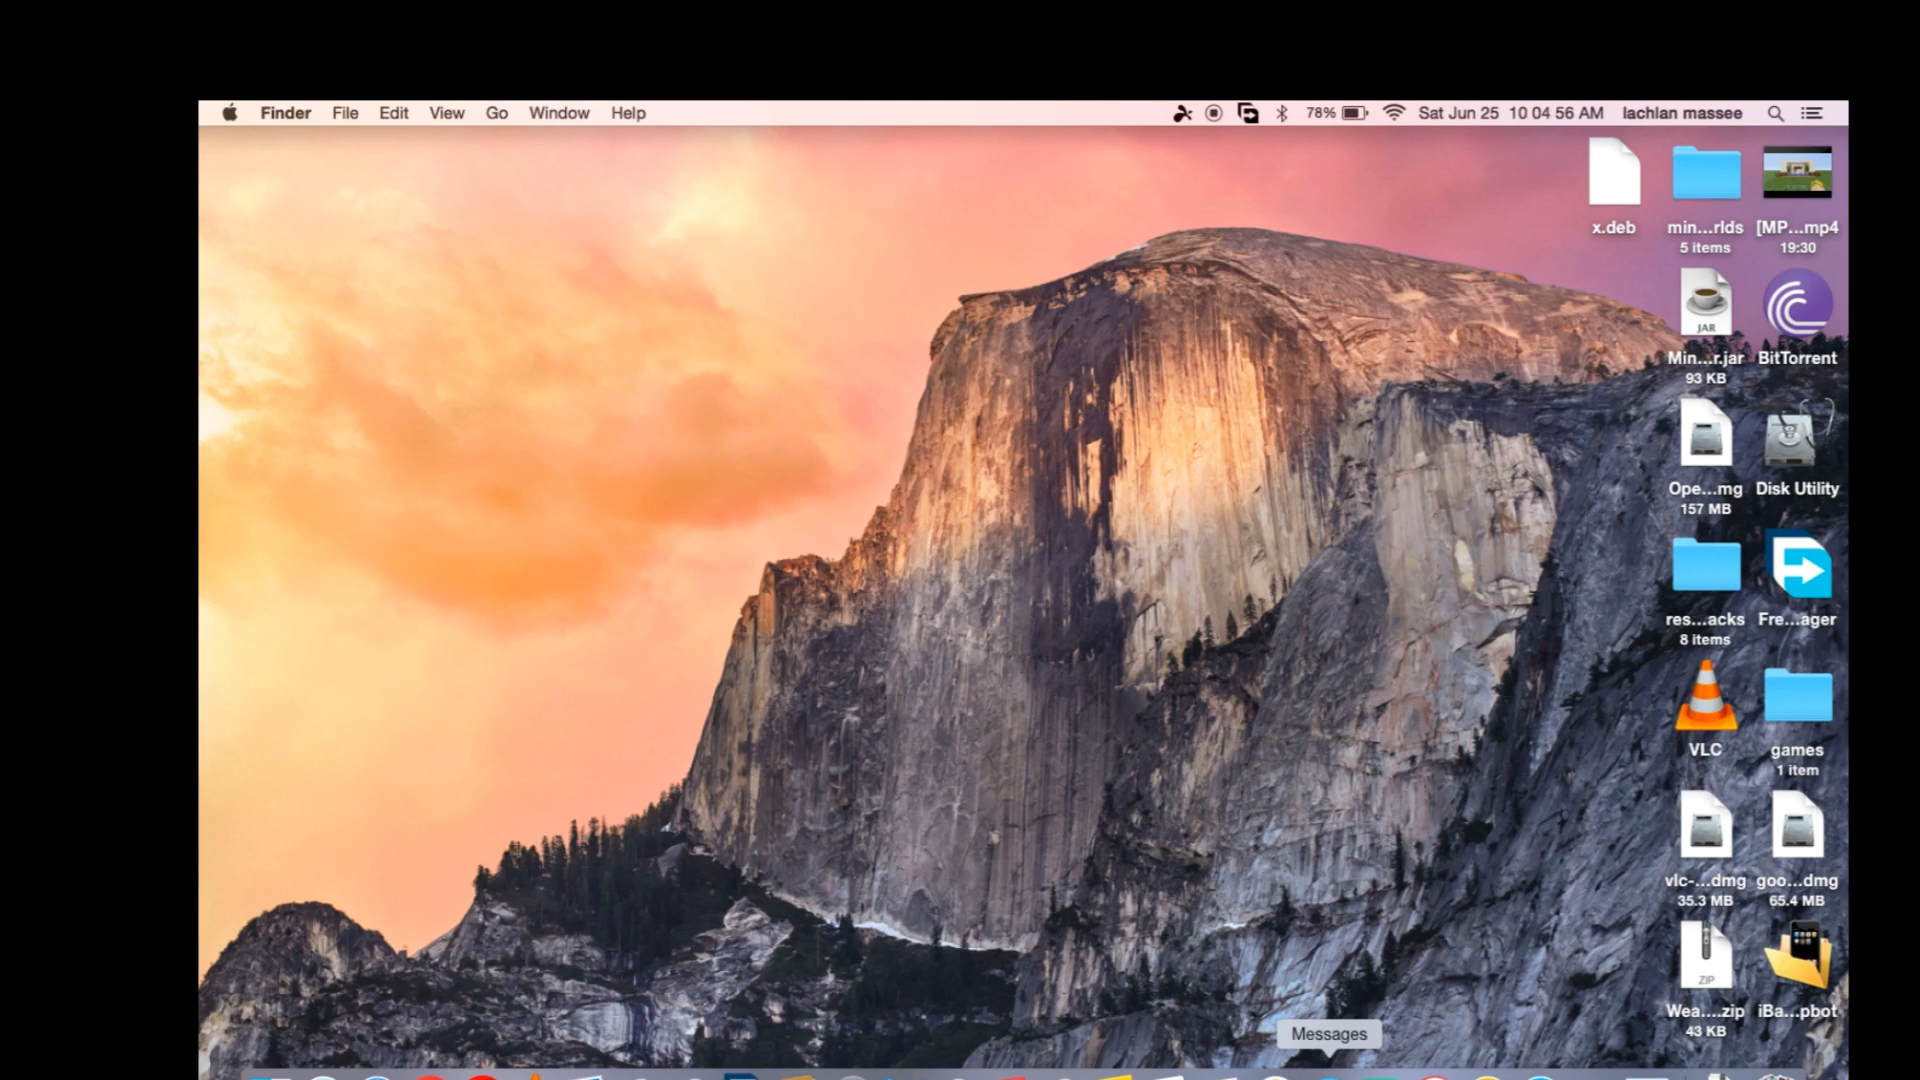 Finder File Edit View Go Window Help 78% Sat Jun 25 10 04 56 AM lachlan massee
x.deb min...rlds [MP...mp4
5 items 19:30
JAR
Min...r.jar BitTorrent
93 KB
Ope...mg Disk Utility
157 MB
res...acks Fre...ager
8 items
VLC games
1 item
vlc-...dmg goo...dmg
35.3 MB 65.4 MB
ZIP
Wea....zip iBa...pbot
43 KB
Messages